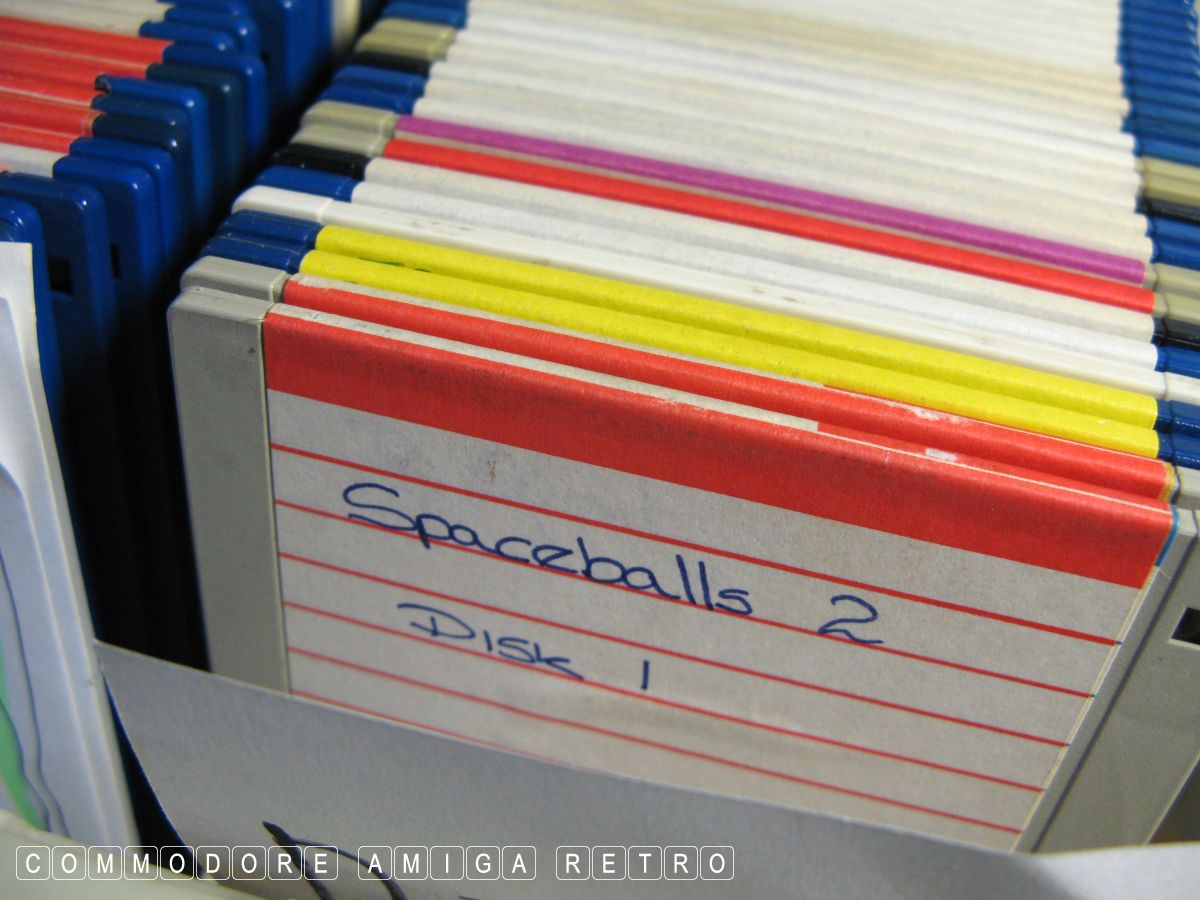 Spaceballs 2
Disk 1
COMMODORE AMIGA RETRO